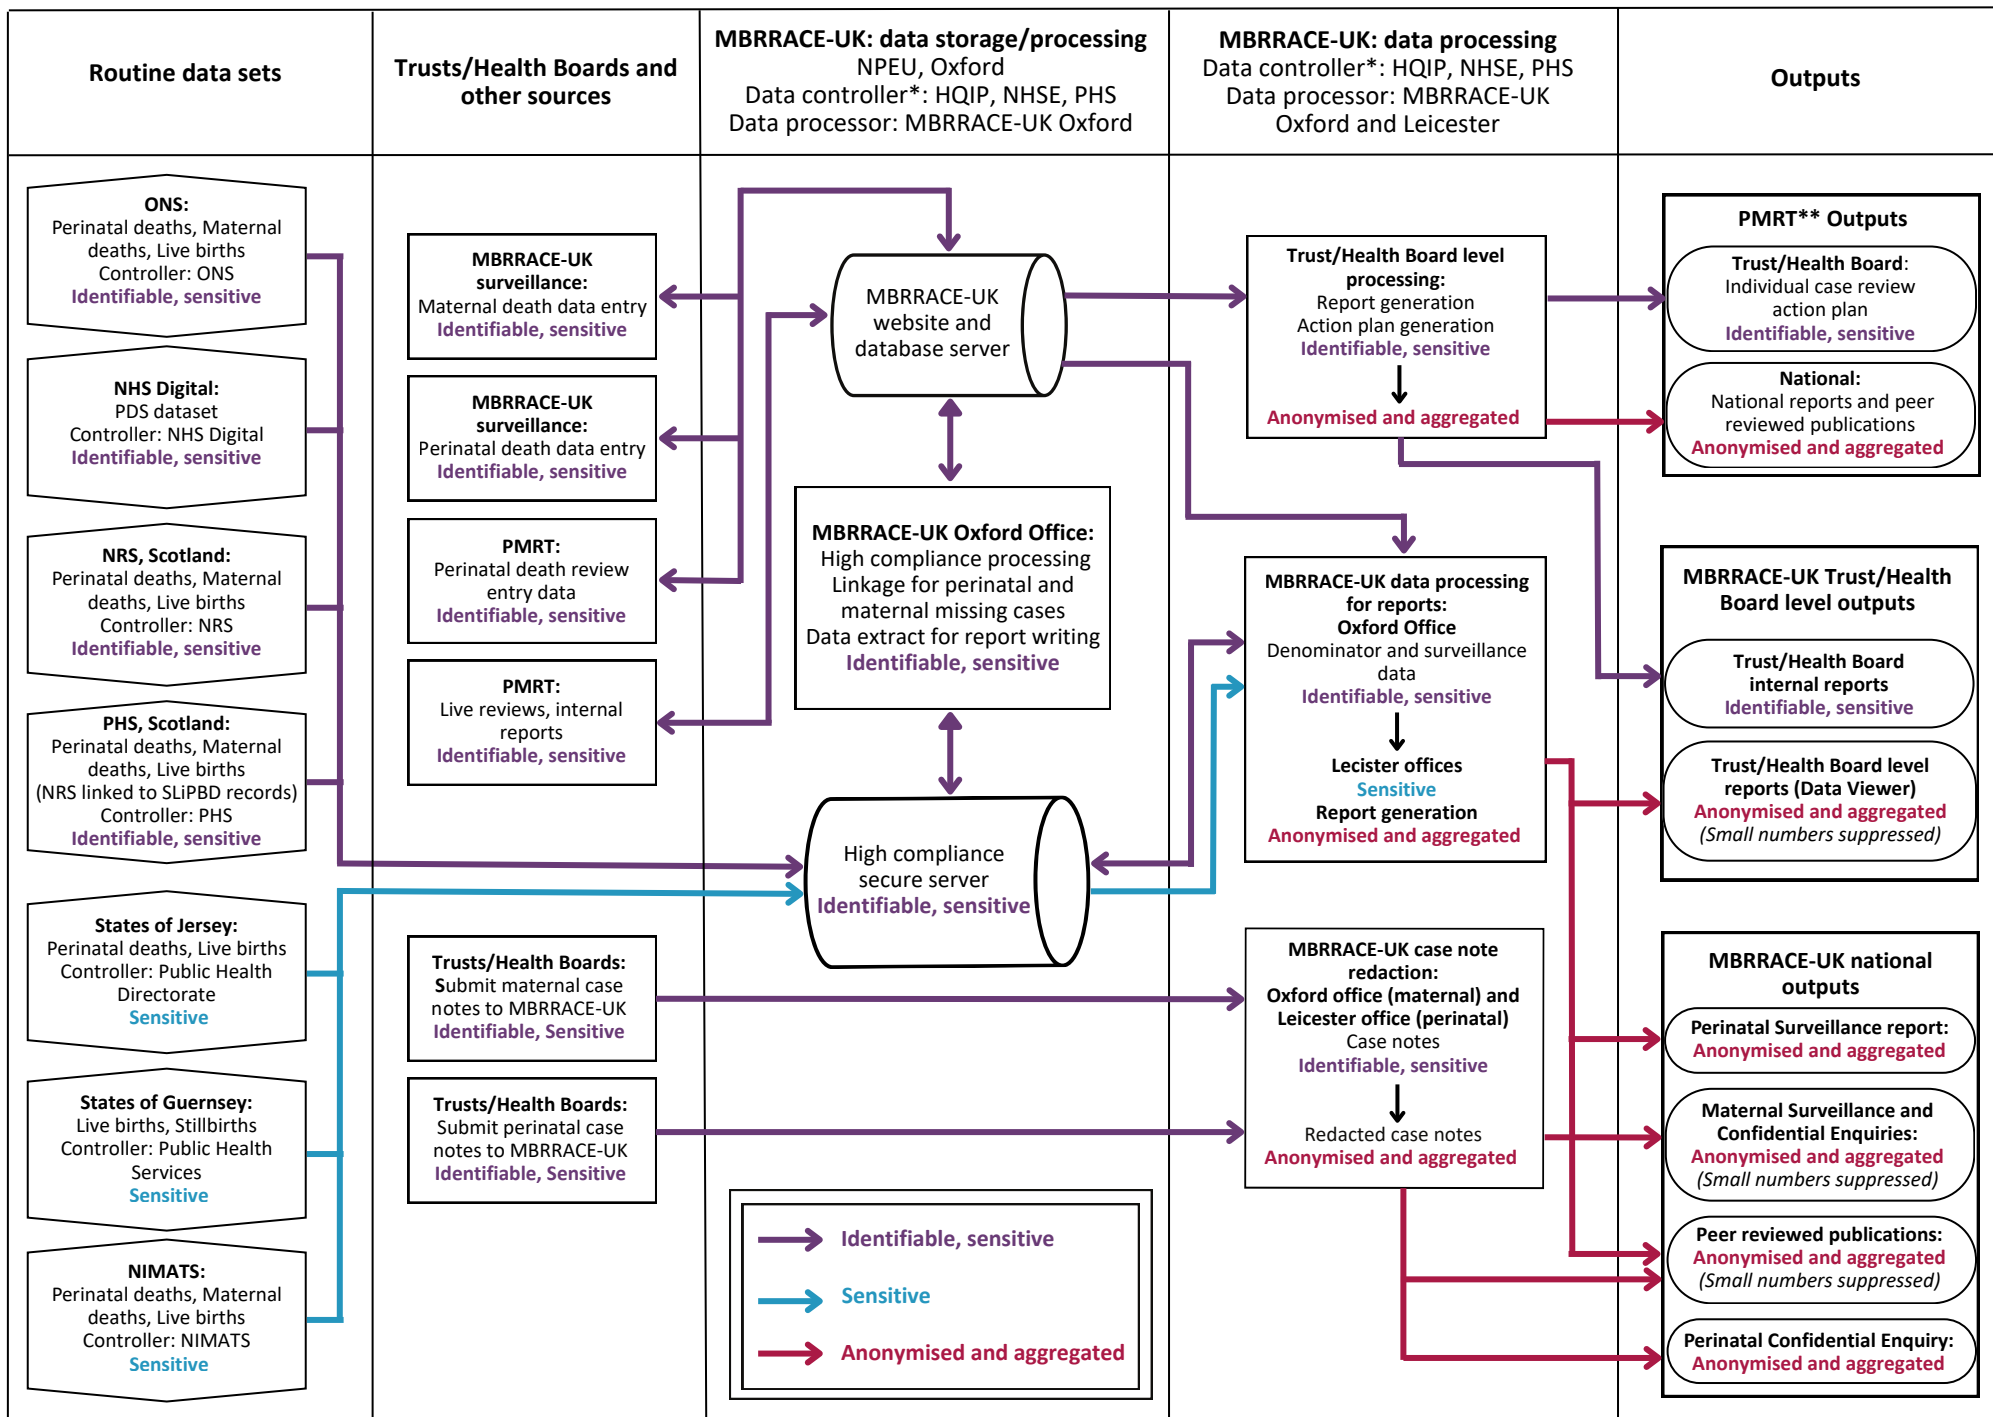 Routine data sets
Trusts/Health Boards and
other sources
MBRRACE-UK: data storage/processing
NPEU, Oxford
Data controller*: HQIP, NHSE, PHS
Data processor: MBRRACE-UK Oxford
MBRRACE-UK: data processing
Data controller*: HQIP, NHSE, PHS
Data processor: MBRRACE-UK
Oxford and Leicester
Outputs
ONS:
Perinatal deaths, Maternal
deaths, Live births
Controller: ONS
Identifiable, sensitive
NHS Digital:
PDS dataset
Controller: NHS Digital
Identifiable, sensitive
NRS, Scotland:
Perinatal deaths, Maternal
deaths, Live births
Controller: NRS
Identifiable, sensitive
PHS, Scotland:
Perinatal deaths, Maternal
deaths, Live births
(NRS linked to SLiPBD records)
Controller: PHS
Identifiable, sensitive
States of Jersey:
Perinatal deaths, Live births
Controller: Public Health
Directorate
Sensitive
States of Guernsey:
Live births, Stillbirths
Controller: Public Health
Services
Sensitive
NIMATS:
Perinatal deaths, Maternal
deaths, Live births
Controller: NIMATS
Sensitive
MBRRACE-UK
surveillance:
Maternal death data entry
Identifiable, sensitive
MBRRACE-UK
surveillance:
Perinatal death data entry
Identifiable, sensitive
PMRT:
Perinatal death review
entry data
Identifiable, sensitive
PMRT:
Live reviews, internal
reports
Identifiable, sensitive
Trusts/Health Boards:
Submit maternal case
notes to MBRRACE-UK
Identifiable, Sensitive
Trusts/Health Boards:
Submit perinatal case
notes to MBRRACE-UK
Identifiable, Sensitive
MBRRACE-UK
website and
database server
MBRRACE-UK Oxford Office:
High compliance processing
Linkage for perinatal and
maternal missing cases
Data extract for report writing
Identifiable, sensitive
High compliance
secure server
Identifiable, sensitive
Identifiable, sensitive
Sensitive
Anonymised and aggregated
Trust/Health Board level
processing:
Report generation
Action plan generation
Identifiable, sensitive
Anonymised and aggregated
MBRRACE-UK data processing
for reports:
Oxford Office
Denominator and surveillance
data
Identifiable, sensitive
Lecister offices
Sensitive
Report generation
Anonymised and aggregated
MBRRACE-UK case note
redaction:
Oxford office (maternal) and
Leicester office (perinatal)
Case notes
Identifiable, sensitive
Redacted case notes
Anonymised and aggregated
PMRT** Outputs
Trust/Health Board:
Individual case review
action plan
Identifiable, sensitive
National:
National reports and peer
reviewed publications
Anonymised and aggregated
MBRRACE-UK Trust/Health
Board level outputs
Trust/Health Board
internal reports
Identifiable, sensitive
Trust/Health Board level
reports (Data Viewer)
Anonymised and aggregated
(Small numbers suppressed)
MBRRACE-UK national
outputs
Perinatal Surveillance report:
Anonymised and aggregated
Maternal Surveillance and
Confidential Enquiries:
Anonymised and aggregated
(Small numbers suppressed)
Peer reviewed publications:
Anonymised and aggregated
(Small numbers suppressed)
Perinatal Confidential Enquiry:
Anonymised and aggregated